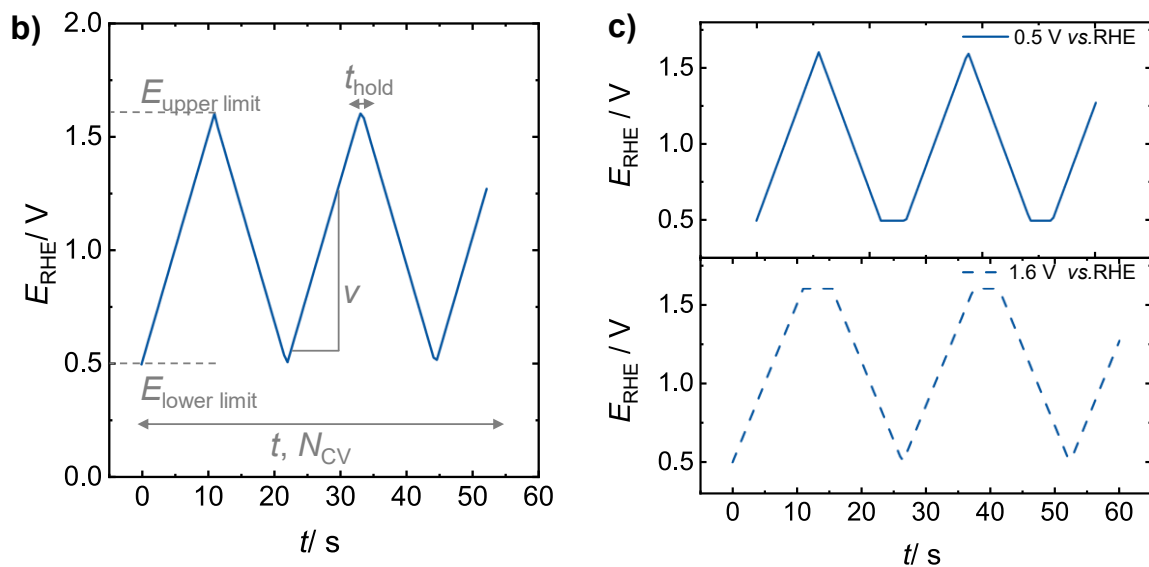 b)
2.0
1.5
1.0
0.5
0.0
E_RHE/ V
E_upper limit
t_hold
v
E_lower limit
t, N_CV
0 10 20 30 40 50 60
t/ s
c)
0.5 V vs.RHE
1.5
1.0
0.5
E_RHE / V
1.6 V vs.RHE
1.5
1.0
0.5
E_RHE / V
0 10 20 30 40 50 60
t/ s